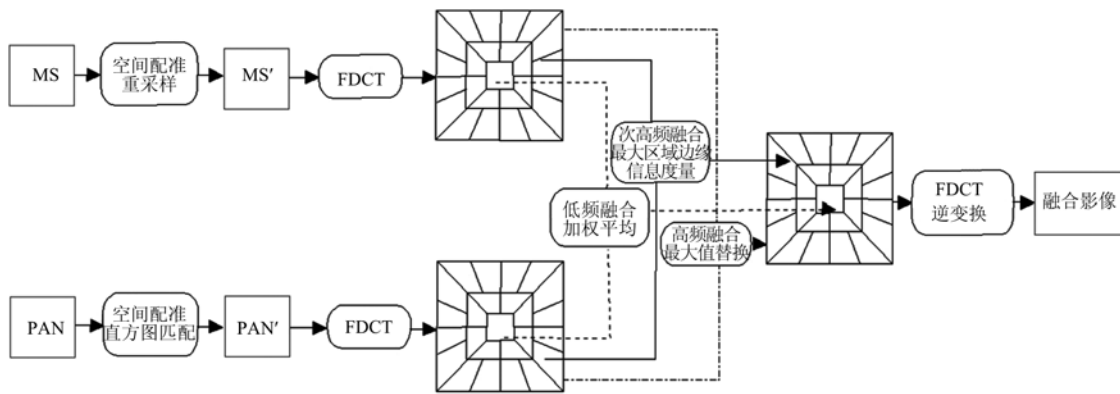 MS
空间配准
重采样
MS′
FDCT
次高频融合
最大区域边缘
信息度量
低频融合
加权平均
高频融合
最大值替换
FDCT
逆变换
融合影像
PAN
空间配准
直方图匹配
PAN′
FDCT